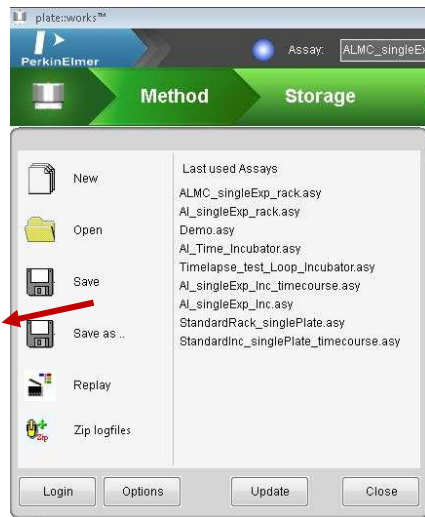 plate::works™
PerkinElmer
Assay: ALMC_singleE
Method Storage
New
Open
Save
Save as ..
Replay
Zip logfiles
Zip
Last used Assays
ALMC_singleExp_rack.asy
AI_singleExp_rack.asy
Demo.asy
AI_Time_Incubator.asy
Timelapse_test_Loop_Incubator.asy
AI_singleExp_Inc_timecourse.asy
AI_singleExp_Inc.asy
StandardRack_singlePlate.asy
StandardInc_singlePlate_timecourse.asy
Login Options Update Close